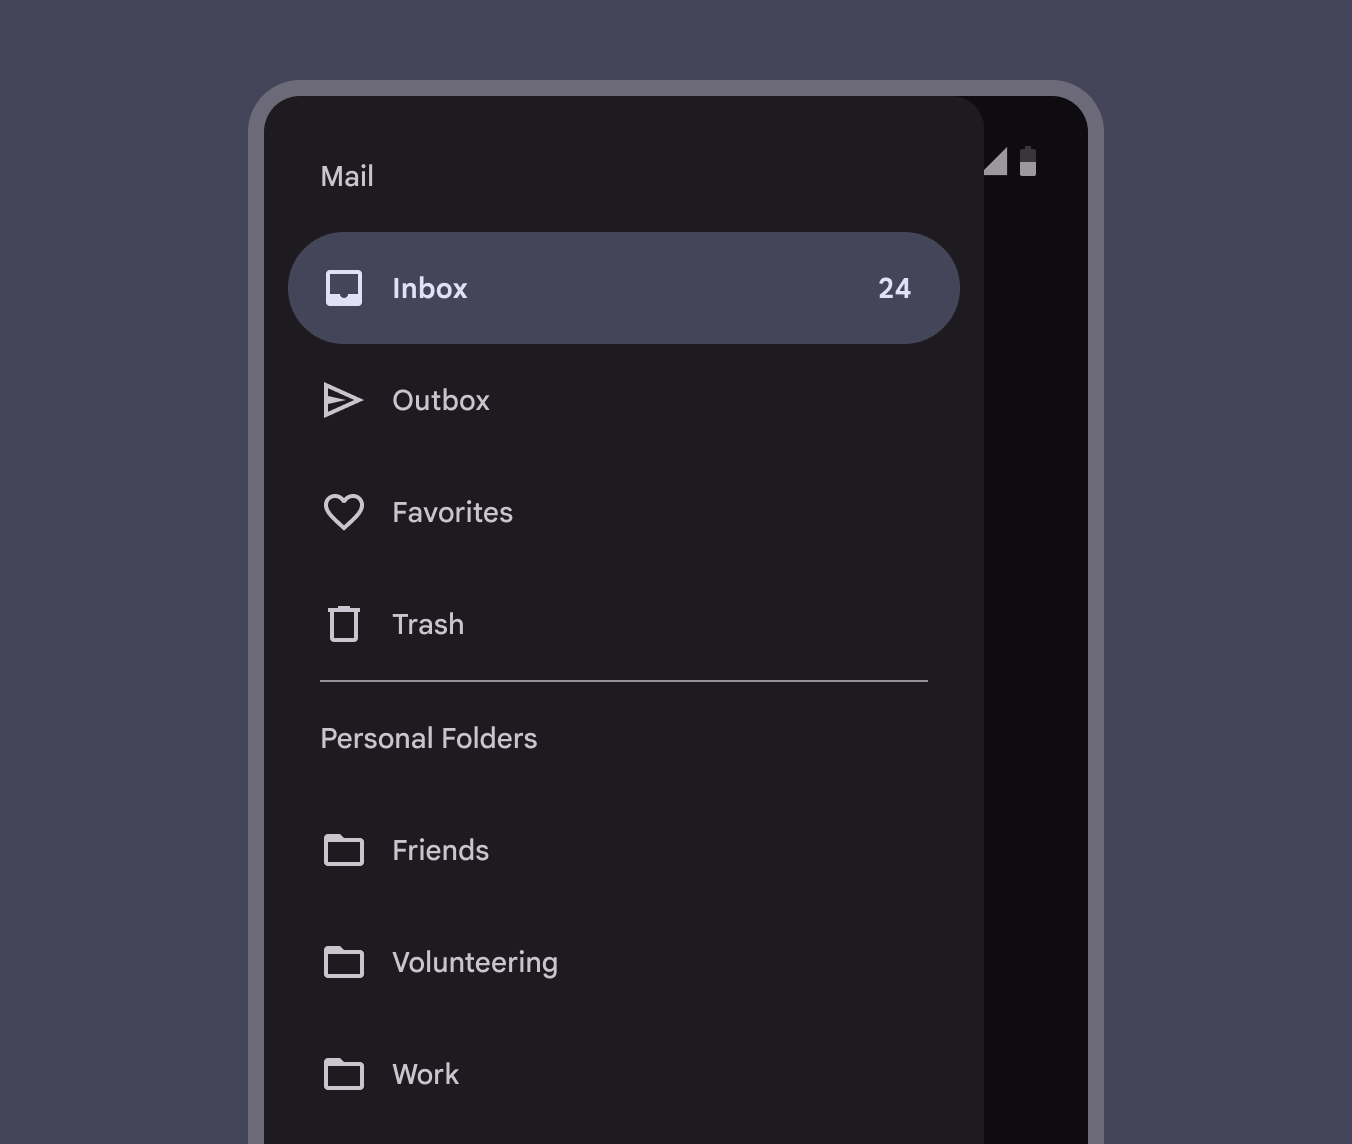 Mail
Inbox 24
Outbox
Favorites
Trash
Personal Folders
Friends
Volunteering
Work